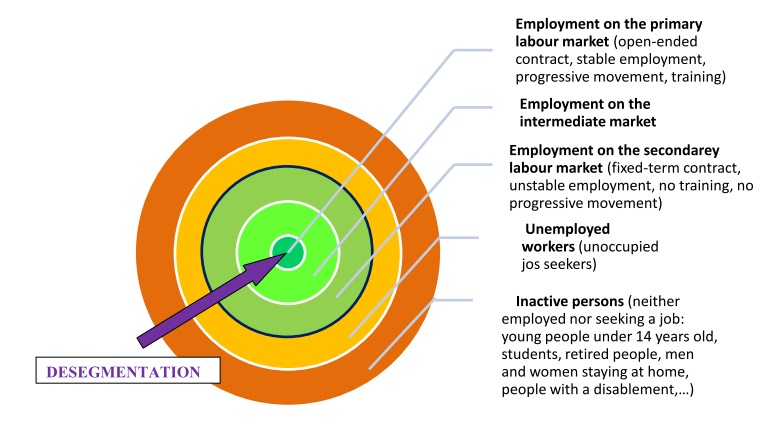 Employment on the primary
labour market (open-ended
contract, stable employment,
progressive movement, training)
Employment on the
intermediate market
Employment on the secondarey
labour market (fixed-term contract,
unstable employment, no training, no
progressive movement)
Unemployed
workers (unoccupied
jos seekers)
Inactive persons (neither
employed nor seeking a job:
young people under 14 years old,
students, retired people, men
and women staying at home,
people with a disablement,...)
DESEGMENTATION